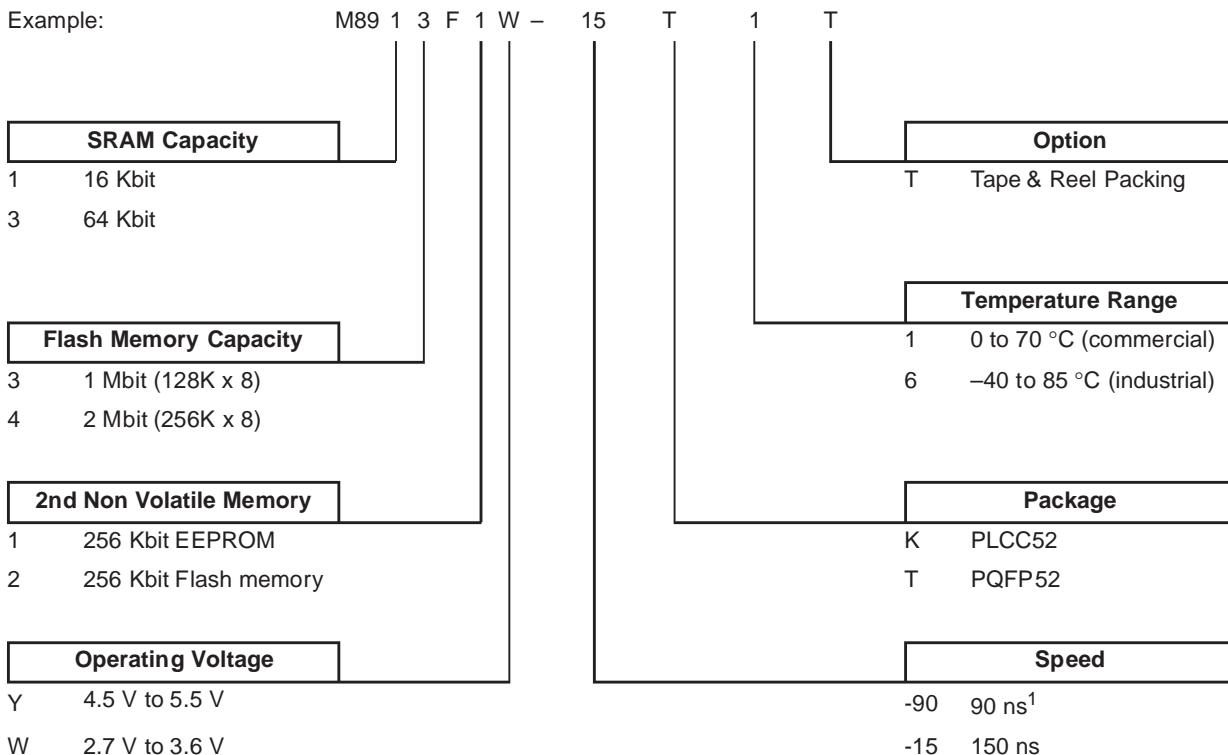 Example: M89 1 3 F 1 W – 15 T 1 T
SRAM Capacity
1 16 Kbit
3 64 Kbit
Flash Memory Capacity
3 1 Mbit (128K x 8)
4 2 Mbit (256K x 8)
2nd Non Volatile Memory
1 256 Kbit EEPROM
2 256 Kbit Flash memory
Operating Voltage
Y 4.5 V to 5.5 V
W 2.7 V to 3.6 V
Option
T Tape & Reel Packing
Temperature Range
1 0 to 70 °C (commercial)
6 –40 to 85 °C (industrial)
Package
K PLCC52
T PQFP52
Speed
-90 90 ns¹
-15 150 ns